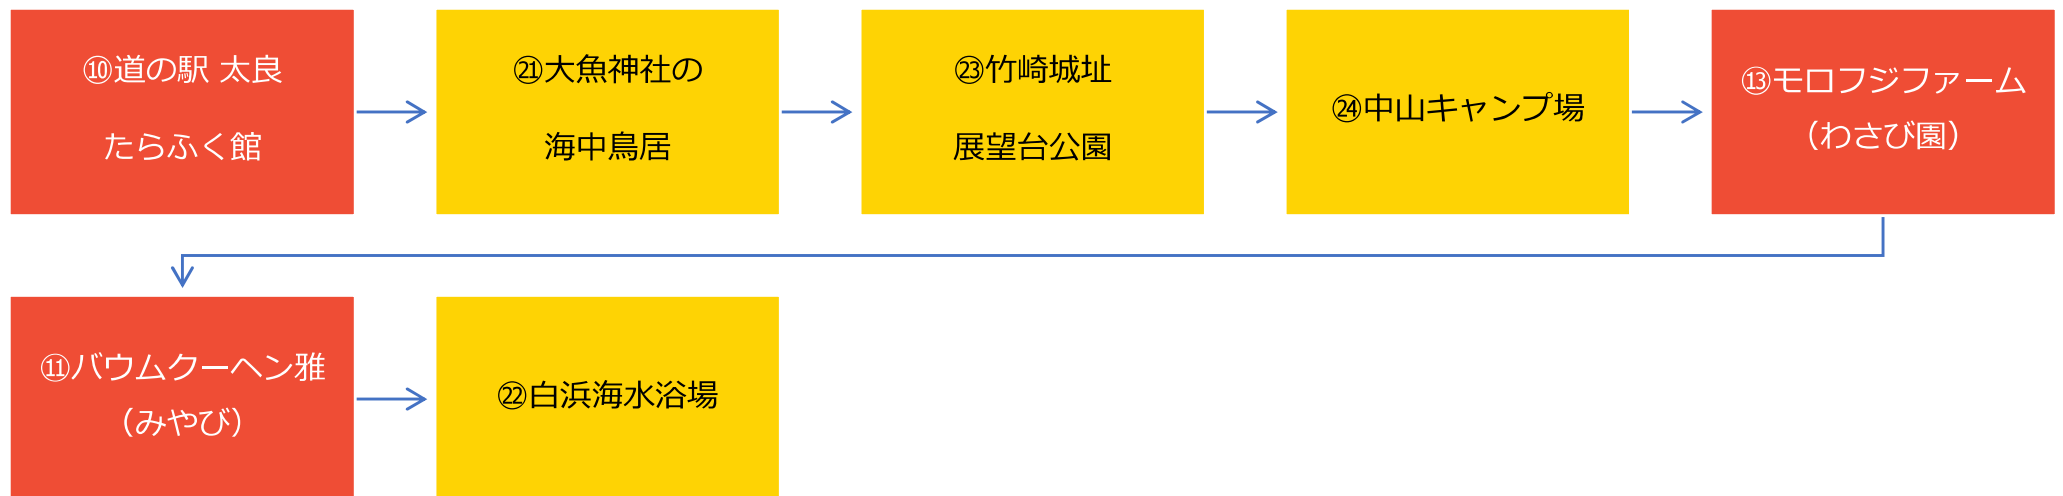 ⑩道の駅 太良
たらふく館
㉑大魚神社の
海中鳥居
㉓竹崎城址
展望台公園
㉔中山キャンプ場
⑬モロフジファーム
（わさび園）
⑪バウムクーヘン雅
（みやび）
㉒白浜海水浴場